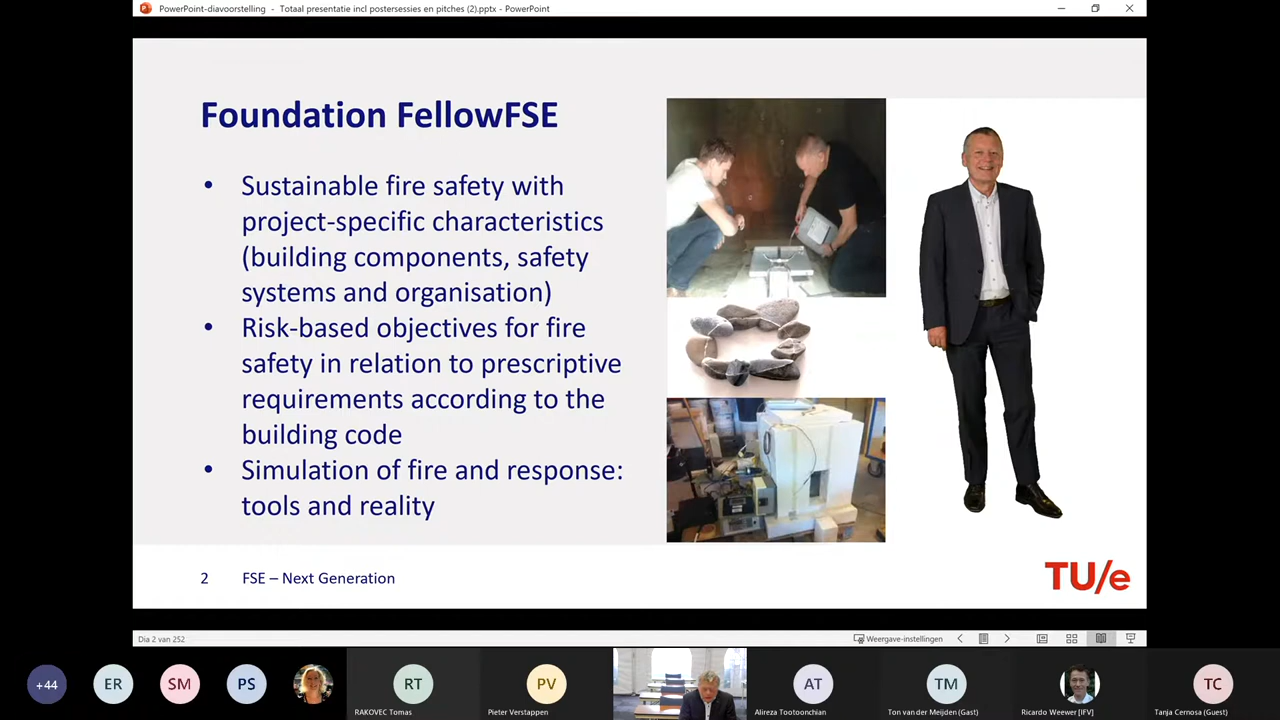 PowerPoint-diavoorstelling - Totaal presentatie incl postersessies en pitches (2).pptx - PowerPoint
Foundation FellowFSE
• Sustainable fire safety with
project-specific characteristics
(building components, safety
systems and organisation)
• Risk-based objectives for fire
safety in relation to prescriptive
requirements according to the
building code
• Simulation of fire and response:
tools and reality
2 FSE – Next Generation
TU/e
Dia 2 van 252
Weergave-instellingen
+44
ER
SM
PS
RT
PV
AT
TM
TC
RAKOVEC Tomas
Pieter Verstappen
Alireza Tootoonchian
Ton van der Meijden (Gast)
Ricardo Weewer [IFV]
Tanja Cernosa (Guest)